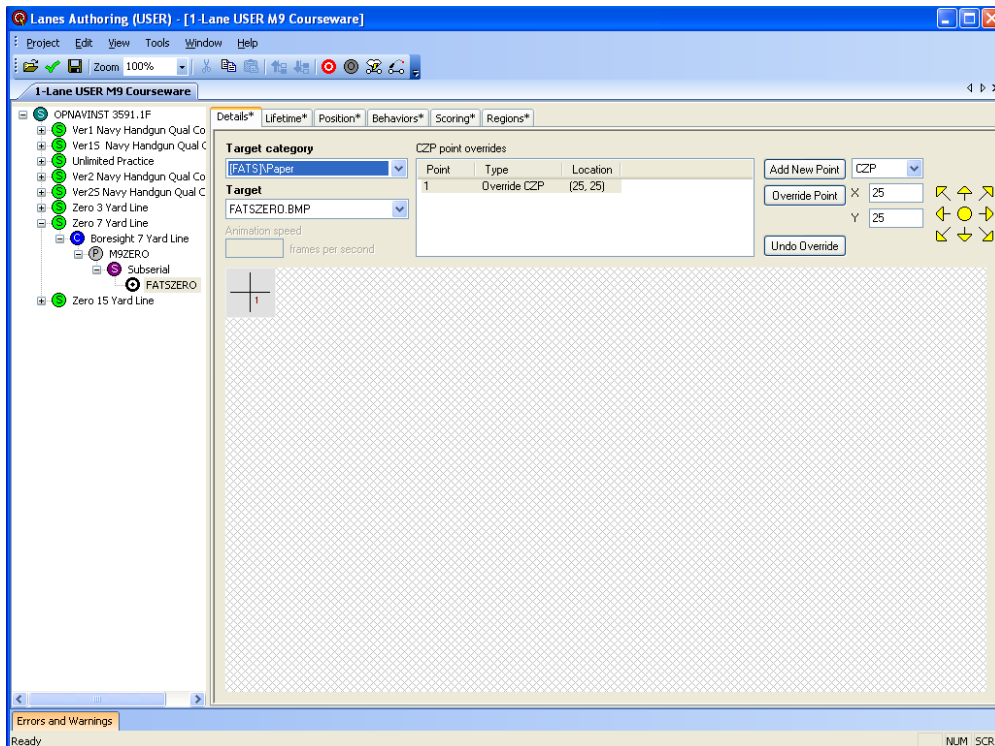 Lanes Authoring (USER) - [1-Lane USER M9 Courseware]
Project Edit View Tools Window Help
Zoom 100%
1-Lane USER M9 Courseware
OPNAVINST 3591.1F
Ver1 Navy Handgun Qual Co
Ver1S Navy Handgun Qual C
Unlimited Practice
Ver2 Navy Handgun Qual Co
Ver2S Navy Handgun Qual C
Zero 3 Yard Line
Zero 7 Yard Line
Boresight 7 Yard Line
M9ZERO
Subserial
FATSZERO
Zero 15 Yard Line
Details* Lifetime* Position* Behaviors* Scoring* Regions*
Target category
[FATS]\Paper
Target
FATSZERO.BMP
Animation speed
frames per second
CZP point overrides
Point Type Location
1 Override CZP (25, 25)
Add New Point CZP
Override Point X 25
Y 25
Undo Override
1
Errors and Warnings
Ready NUM SCR